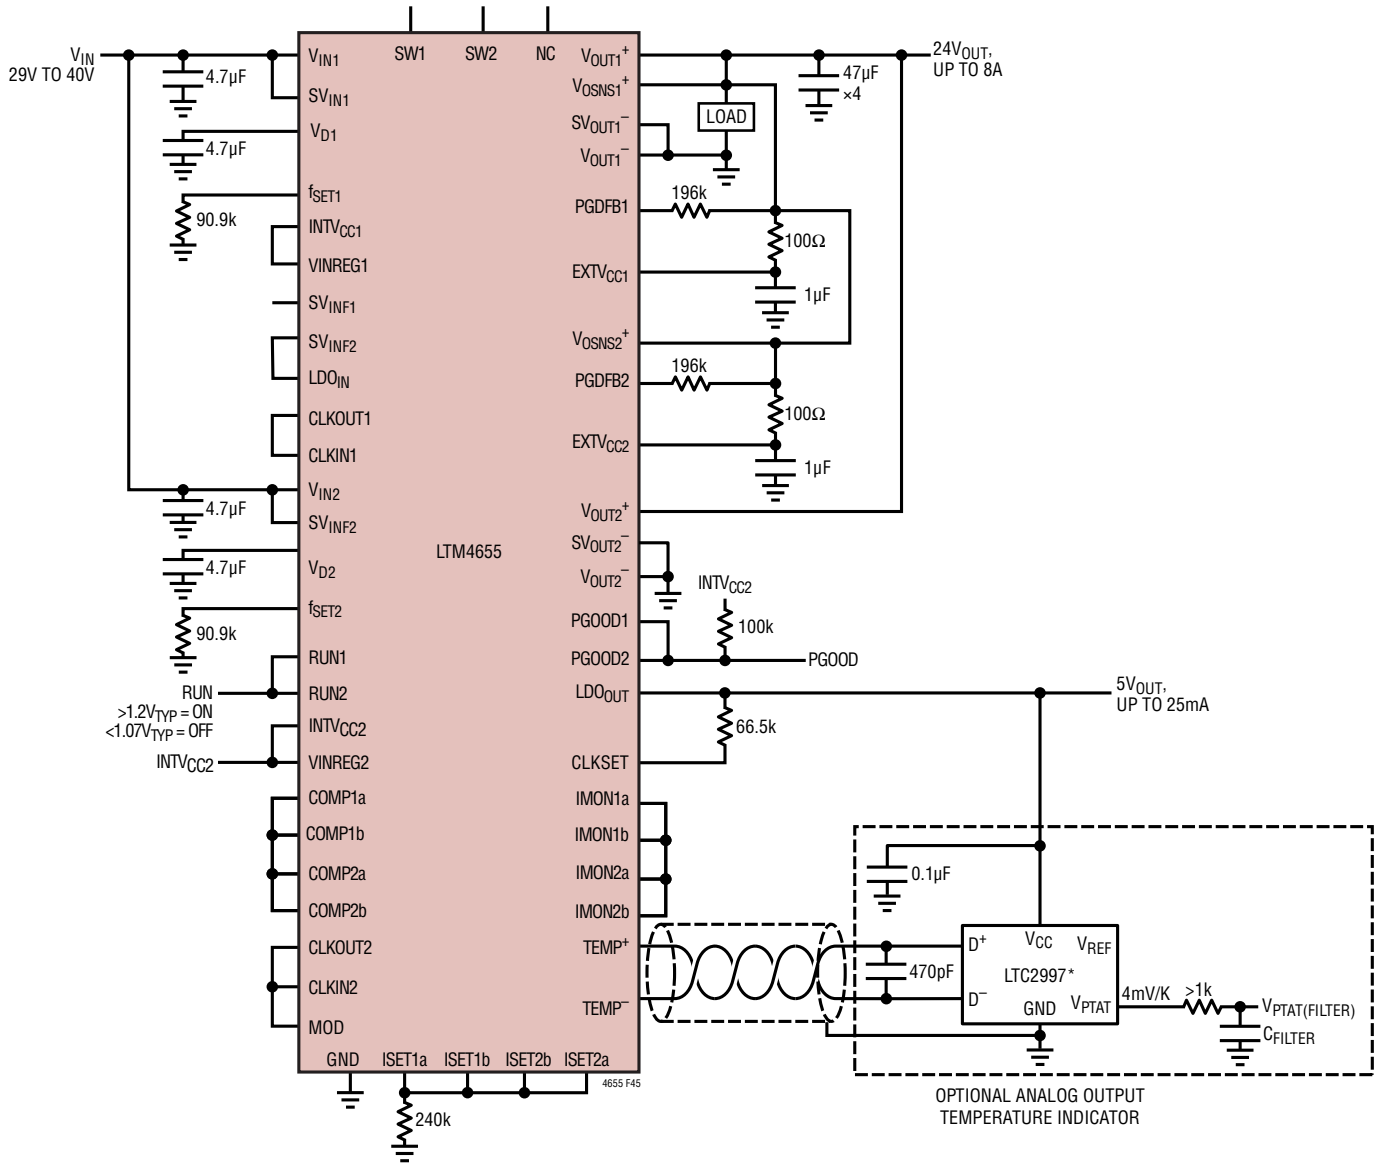 SW1 SW2 NC
VIN
29V TO 40V
4.7µF
4.7µF
90.9k
4.7µF
4.7µF
90.9k
RUN
>1.2VTYP = ON
<1.07VTYP = OFF
INTVCC2
VIN1
SVIN1
VD1
fSET1
INTVCC1
VINREG1
SVINF1
SVINF2
LDOIN
CLKOUT1
CLKIN1
VIN2
SVINF2
VD2
fSET2
RUN1
RUN2
INTVCC2
VINREG2
COMP1a
COMP1b
COMP2a
COMP2b
CLKOUT2
CLKIN2
MOD
LTM4655
GND ISET1a ISET1b ISET2b ISET2a
240k
4655 F45
VOUT1+
VOSNS1+
SVOUT1–
VOUT1–
PGDFB1
EXTVCC1
VOSNS2+
PGDFB2
EXTVCC2
VOUT2+
SVOUT2–
VOUT2–
PGOOD1
PGOOD2
LDOOUT
CLKSET
IMON1a
IMON1b
IMON2a
IMON2b
TEMP+
TEMP–
24VOUT,
UP TO 8A
47µF
×4
LOAD
196k
100Ω
1µF
196k
100Ω
1µF
INTVCC2
100k
PGOOD
5VOUT,
UP TO 25mA
66.5k
0.1µF
470pF
D+ VCC VREF
LTC2997*
D– GND VPTAT
4mV/K >1k VPTAT(FILTER)
CFILTER
OPTIONAL ANALOG OUTPUT
TEMPERATURE INDICATOR